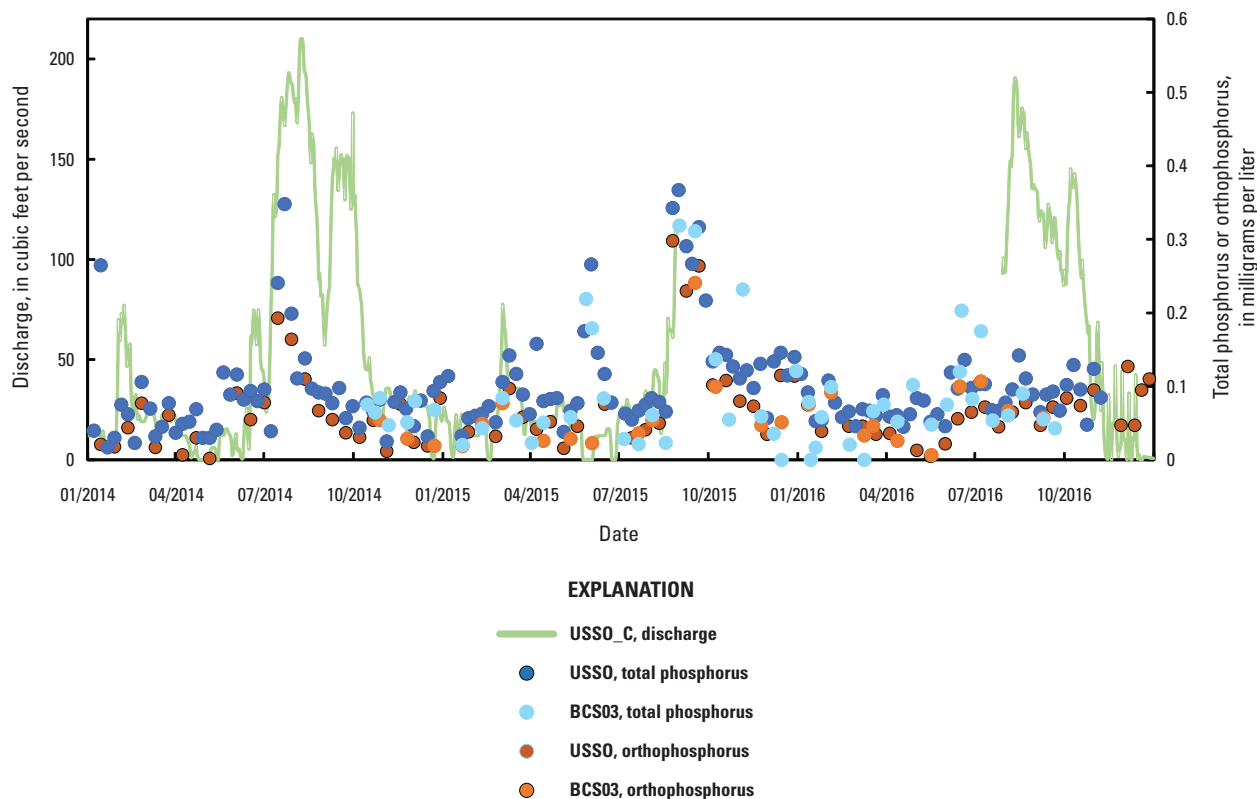 Discharge, in cubic feet per second
200
150
100
50
0
0.6
0.5
0.4
0.3
0.2
0.1
0
Total phosphorus or orthophosphorus,
in milligrams per liter
01/2014
04/2014
07/2014
10/2014
01/2015
04/2015
07/2015
10/2015
01/2016
04/2016
07/2016
10/2016
Date
EXPLANATION
USSO_C, discharge
USSO, total phosphorus
BCS03, total phosphorus
USSO, orthophosphorus
BCS03, orthophosphorus